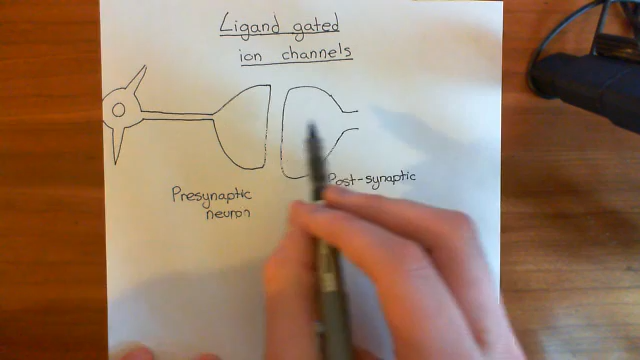 Ligand gated
ion channels
Presynaptic
neuron
Post-synaptic